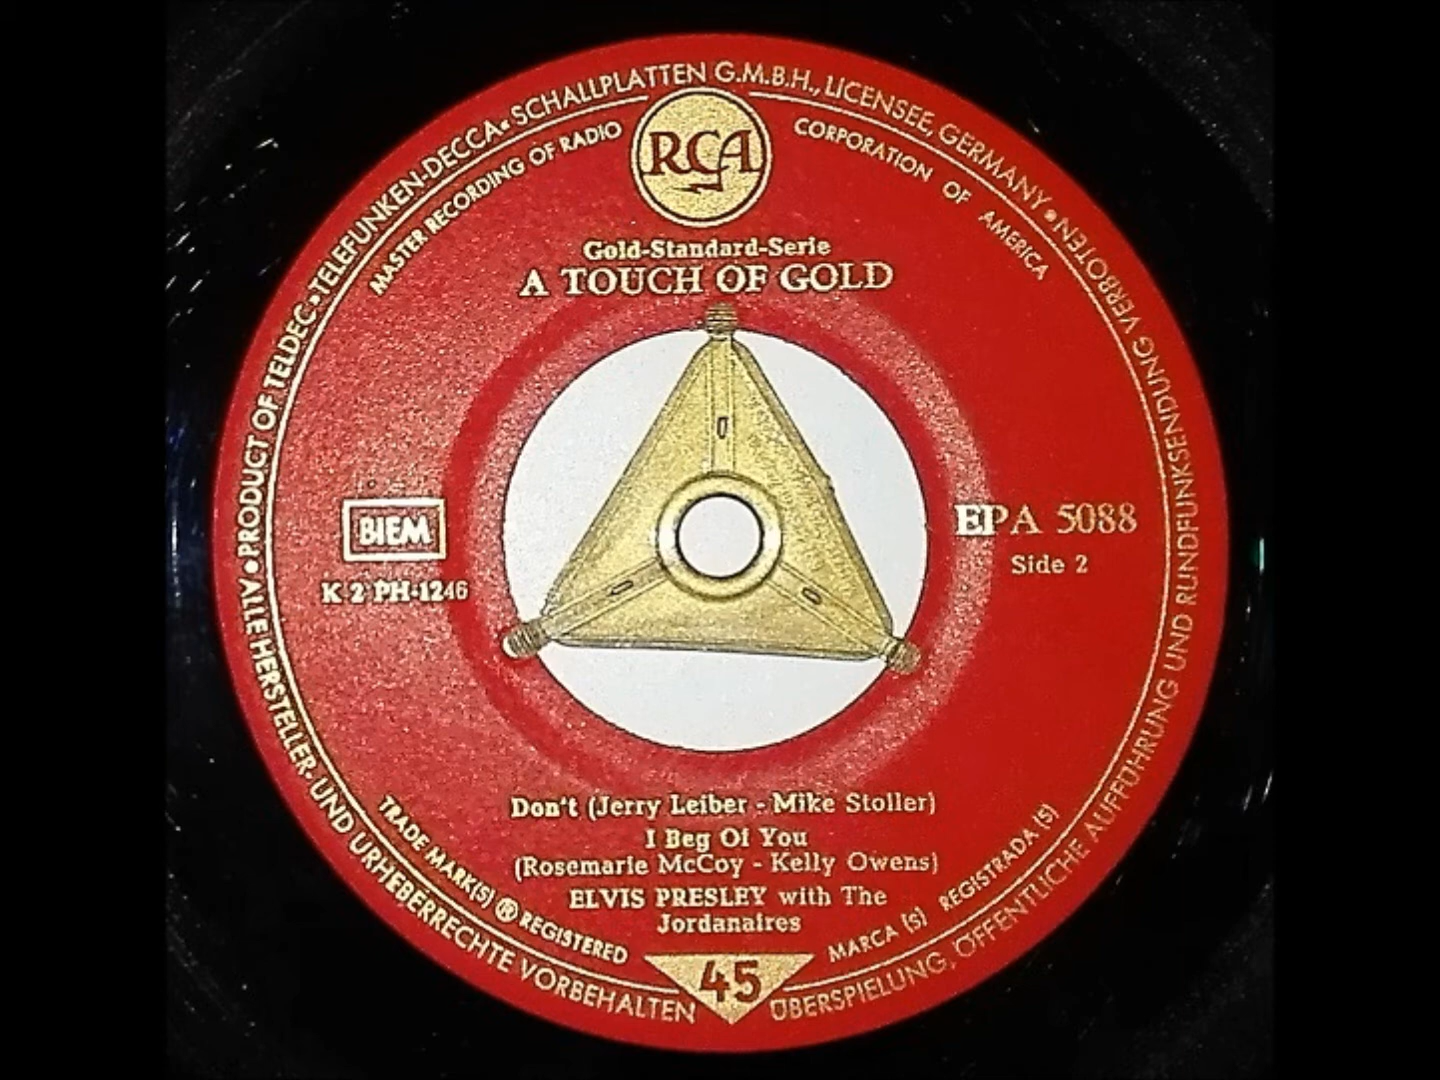 •PRODUCT OF TELDEC•TELEFUNKEN-DECCA•SCHALLPLATTEN G.M.B.H., LICENSEE, GERMANY•
ALLE HERSTELLER- UND URHEBERRECHTE VORBEHALTEN
ÜBERSPIELUNG, ÖFFENTLICHE AUFFÜHRUNG UND RUNDFUNKSENDUNG VERBOTEN•
MASTER RECORDING OF RADIO CORPORATION OF AMERICA
RCA
Gold-Standard-Serie
A TOUCH OF GOLD
BIEM
K 2 PH-1246
EPA 5088
Side 2
Don't (Jerry Leiber - Mike Stoller)
I Beg Of You
(Rosemarie McCoy - Kelly Owens)
ELVIS PRESLEY with The
Jordanaires
TRADE MARK(S) ® REGISTERED
MARCA (S) REGISTRADA (S)
45